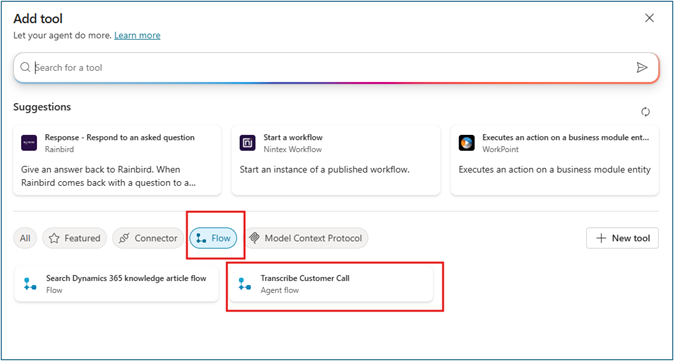 Add tool
Let your agent do more. Learn more
Search for a tool
Suggestions
Response - Respond to an asked question
Rainbird
Give an answer back to Rainbird. When
Rainbird comes back with a question to a...
Start a workflow
Nintex Workflow
Start an instance of a published workflow.
Executes an action on a business module ent...
WorkPoint
Executes an action on a business module entity
All
Featured
Connector
Flow
Model Context Protocol
New tool
Search Dynamics 365 knowledge article flow
Flow
Transcribe Customer Call
Agent flow